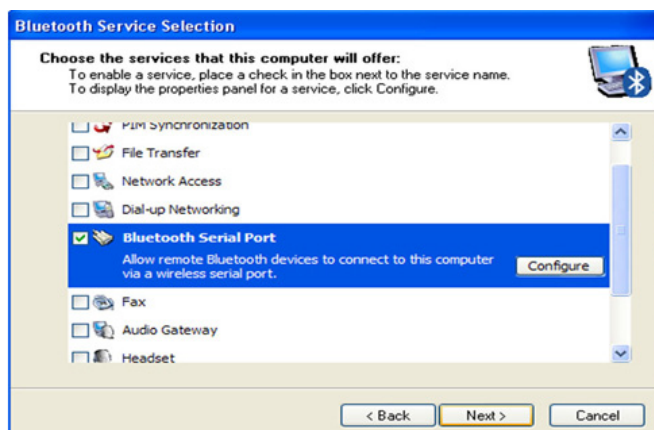 Bluetooth Service Selection
Choose the services that this computer will offer:
To enable a service, place a check in the box next to the service name.
To display the properties panel for a service, click Configure.
PIM Synchronization
File Transfer
Network Access
Dial-up Networking
Bluetooth Serial Port
Allow remote Bluetooth devices to connect to this computer
via a wireless serial port.
Configure
Fax
Audio Gateway
Headset
< Back Next > Cancel